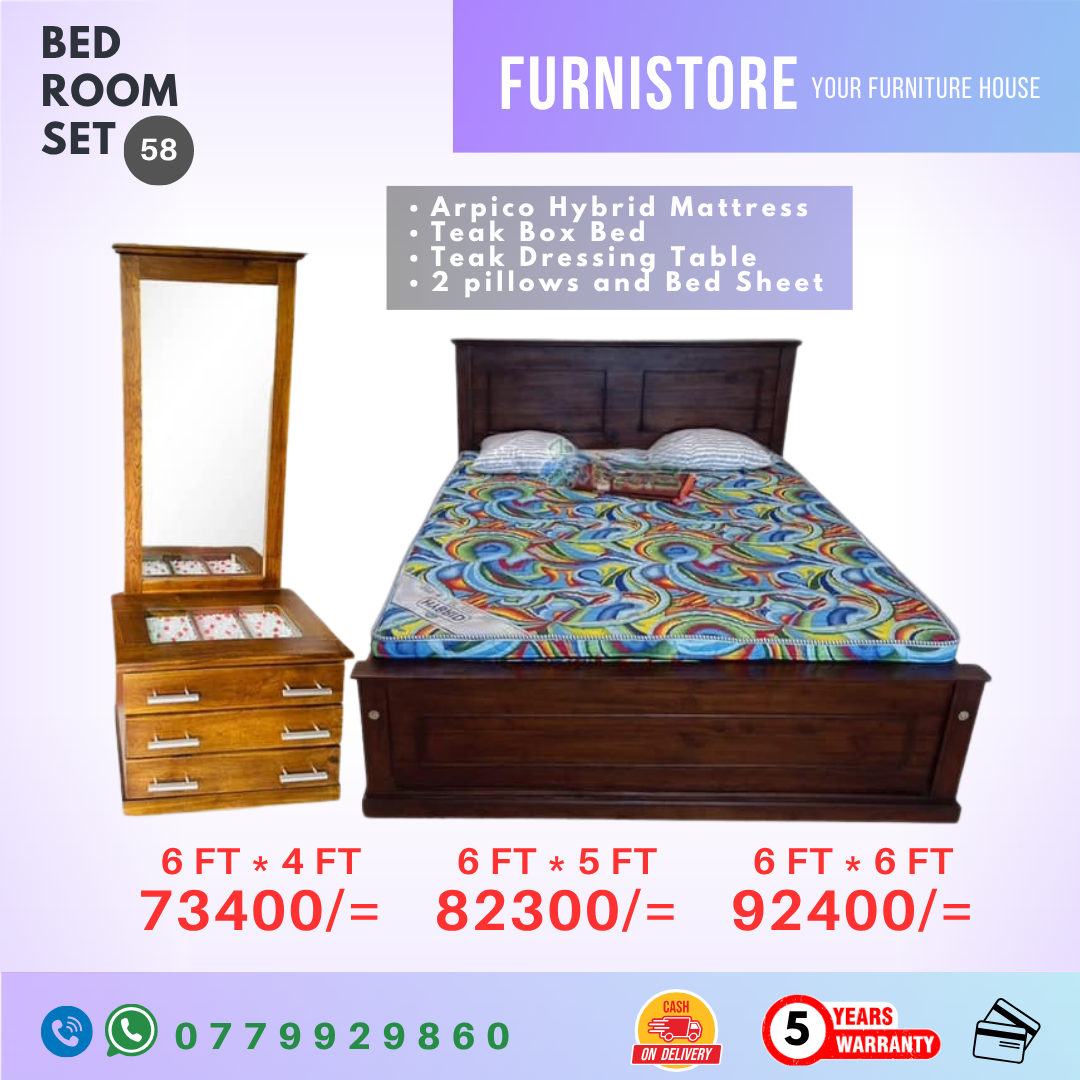 BED
ROOM
SET 58
FURNISTORE YOUR FURNITURE HOUSE
• Arpico Hybrid Mattress
• Teak Box Bed
• Teak Dressing Table
• 2 pillows and Bed Sheet
HABRID
6 FT * 4 FT
73400/=
6 FT * 5 FT
82300/=
6 FT * 6 FT
92400/=
0779929860
CASH
ON DELIVERY
5 YEARS
WARRANTY